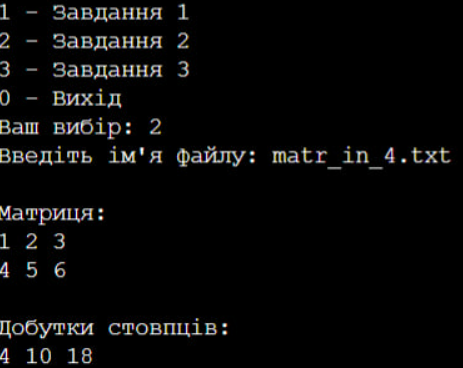 1 - Завдання 1
2 - Завдання 2
3 - Завдання 3
0 - Вихід
Ваш вибір: 2
Введіть ім'я файлу: matr_in_4.txt
Матриця:
1 2 3
4 5 6
Добутки стовпців:
4 10 18